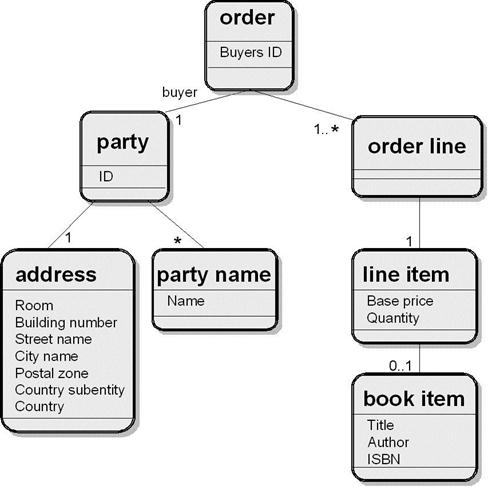 order
Buyers ID
buyer
1
1..*
party
ID
order line
1
*
1
address
Room
Building number
Street name
City name
Postal zone
Country subentity
Country
party name
Name
line item
Base price
Quantity
0..1
book item
Title
Author
ISBN